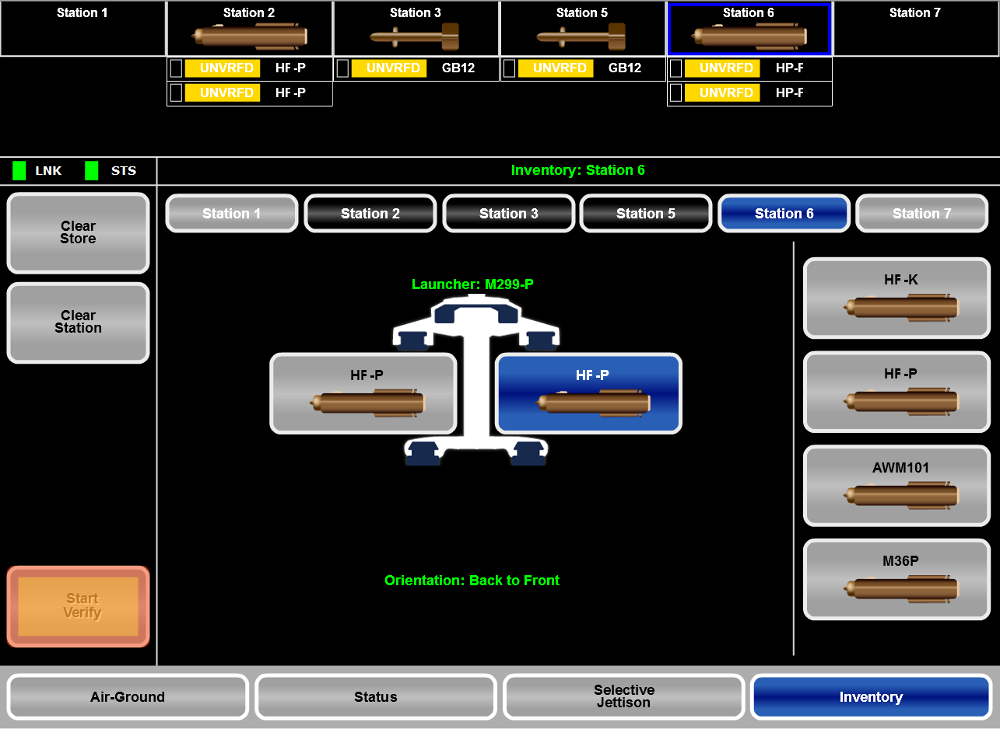 Station 1
Station 2
Station 3
Station 5
Station 6
Station 7
UNVRFD HF-P
UNVRFD GB12
UNVRFD GB12
UNVRFD HP-F
UNVRFD HF-P
UNVRFD HP-F
LNK
STS
Inventory: Station 6
Clear
Store
Clear
Station
Start
Verify
Station 1
Station 2
Station 3
Station 5
Station 6
Station 7
Launcher: M299-P
HF-P
HF-P
Orientation: Back to Front
HF-K
HF-P
AWM101
M36P
Air-Ground
Status
Selective
Jettison
Inventory